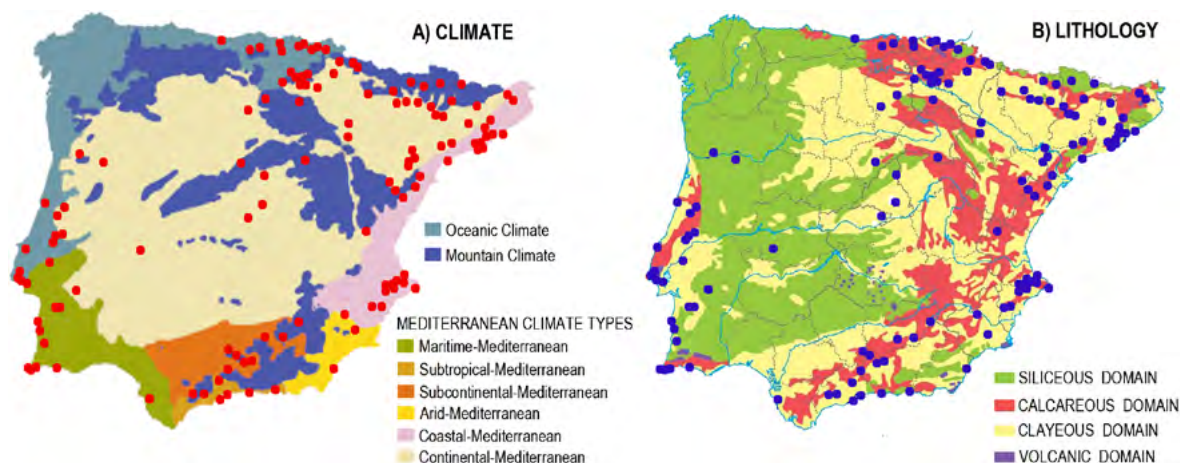 A) CLIMATE
Oceanic Climate
Mountain Climate
MEDITERRANEAN CLIMATE TYPES
Maritime-Mediterranean
Subtropical-Mediterranean
Subcontinental-Mediterranean
Arid-Mediterranean
Coastal-Mediterranean
Continental-Mediterranean
B) LITHOLOGY
SILICEOUS DOMAIN
CALCAREOUS DOMAIN
CLAYEOUS DOMAIN
VOLCANIC DOMAIN